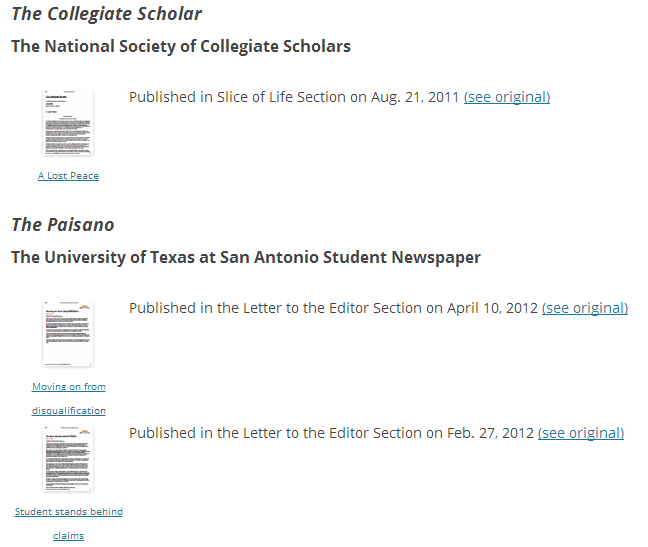 The Collegiate Scholar
The National Society of Collegiate Scholars
Published in Slice of Life Section on Aug. 21, 2011 (see original)
A Lost Peace
The Paisano
The University of Texas at San Antonio Student Newspaper
Published in the Letter to the Editor Section on April 10, 2012 (see original)
Moving on from
disqualification
Published in the Letter to the Editor Section on Feb. 27, 2012 (see original)
Student stands behind
claims